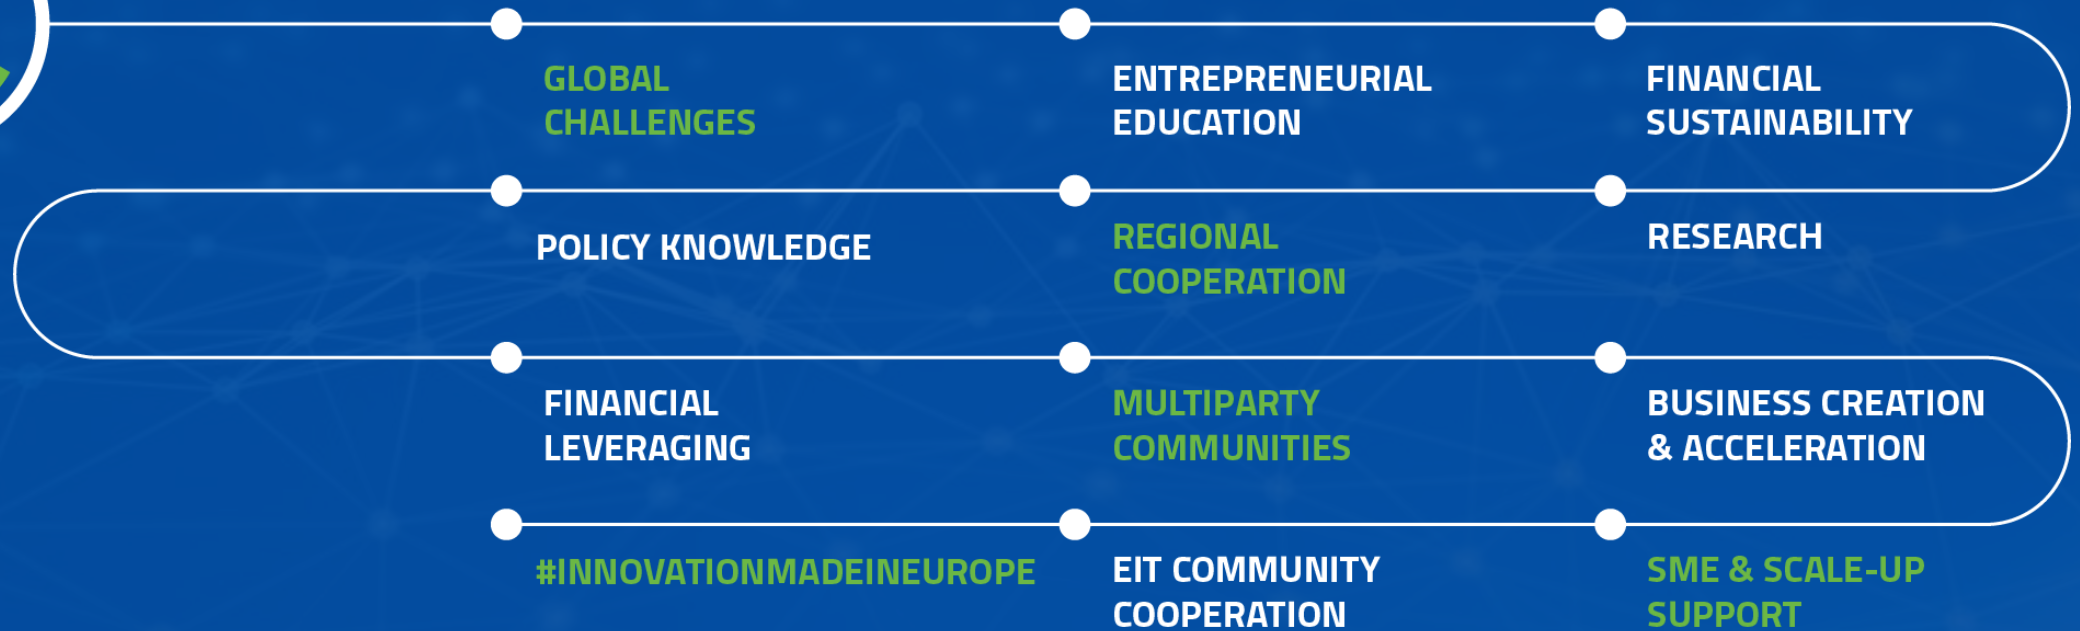 GLOBAL
CHALLENGES
ENTREPRENEURIAL
EDUCATION
FINANCIAL
SUSTAINABILITY
POLICY KNOWLEDGE
REGIONAL
COOPERATION
RESEARCH
FINANCIAL
LEVERAGING
MULTIPARTY
COMMUNITIES
BUSINESS CREATION
& ACCELERATION
#INNOVATIONMADEINEUROPE
EIT COMMUNITY
COOPERATION
SME & SCALE-UP
SUPPORT